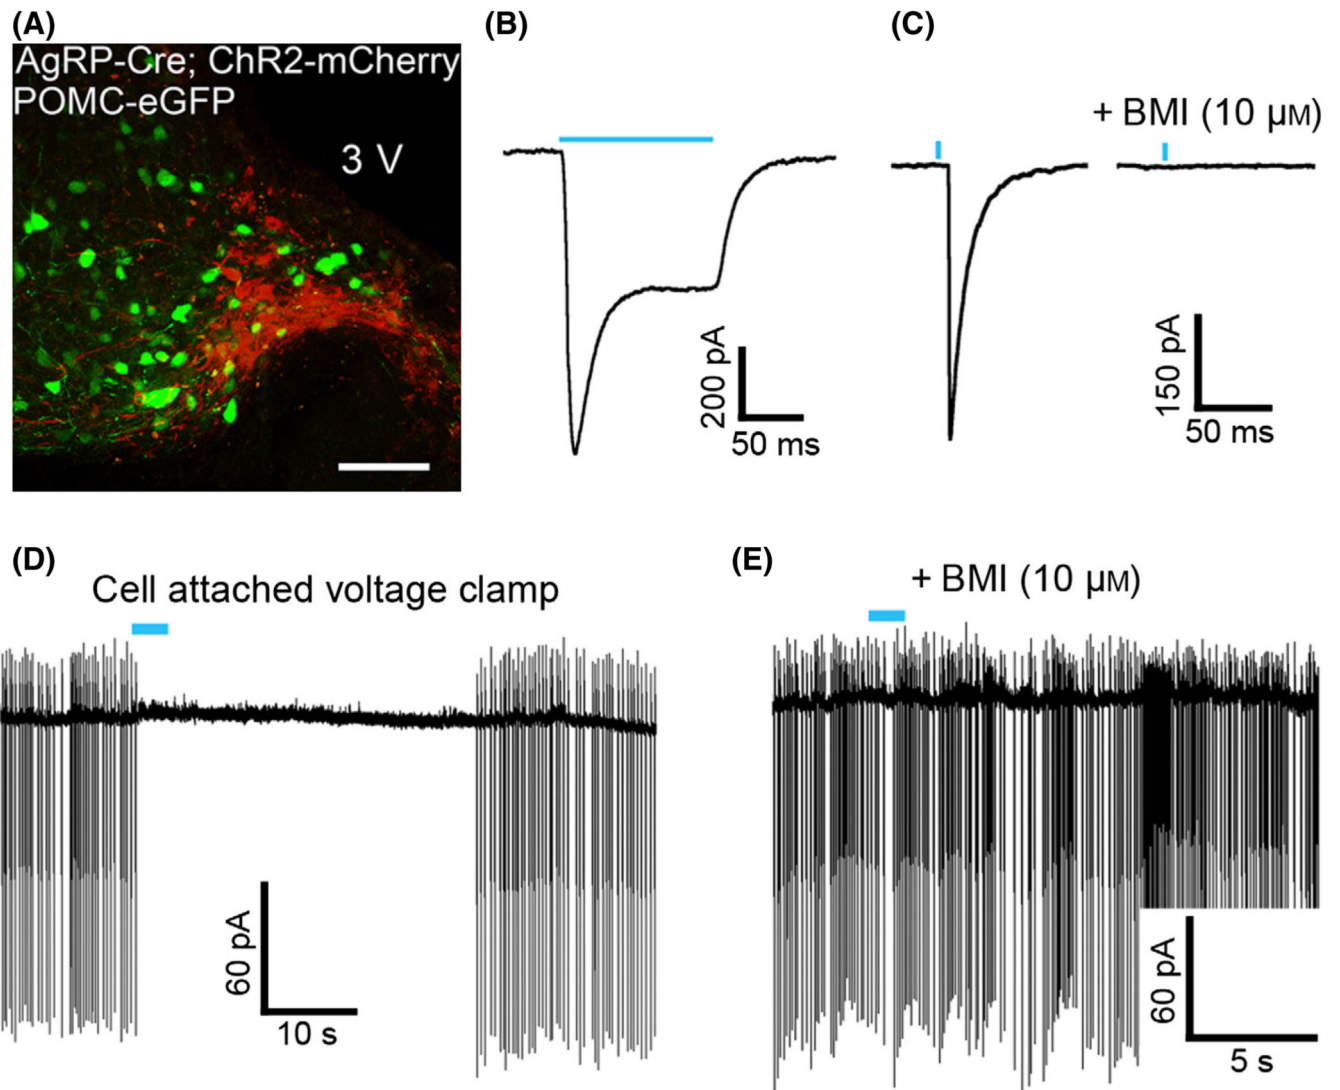 (A)
AgRP-Cre; ChR2-mCherry
POMC-eGFP
3 V
(B)
200 pA
50 ms
(C)
+ BMI (10 μM)
150 pA
50 ms
(D)
Cell attached voltage clamp
60 pA
10 s
(E)
+ BMI (10 μM)
60 pA
5 s